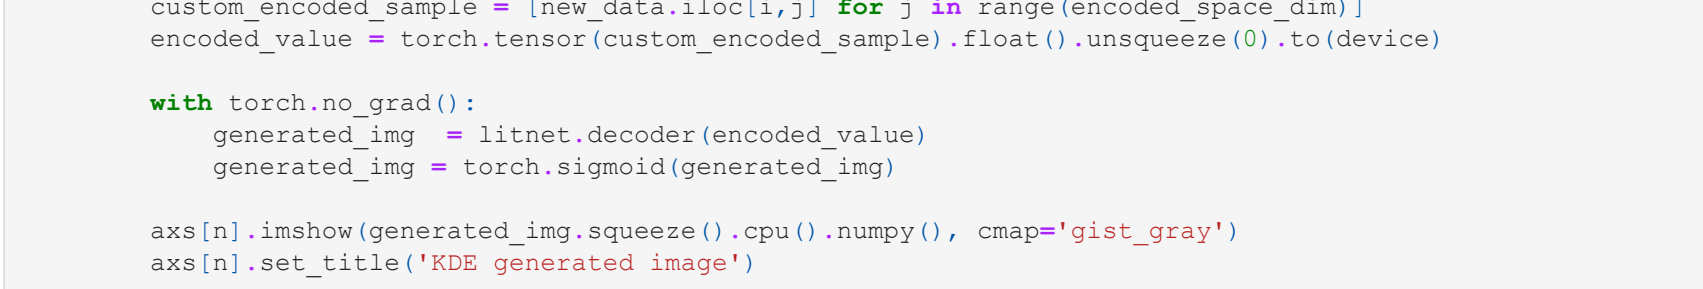 custom_encoded_sample = [new_data.iloc[i,j] for j in range(encoded_space_dim)]
encoded_value = torch.tensor(custom_encoded_sample).float().unsqueeze(0).to(device)
with torch.no_grad():
generated_img  = litnet.decoder(encoded_value)
generated_img = torch.sigmoid(generated_img)
axs[n].imshow(generated_img.squeeze().cpu().numpy(), cmap='gist_gray')
axs[n].set_title('KDE generated image')